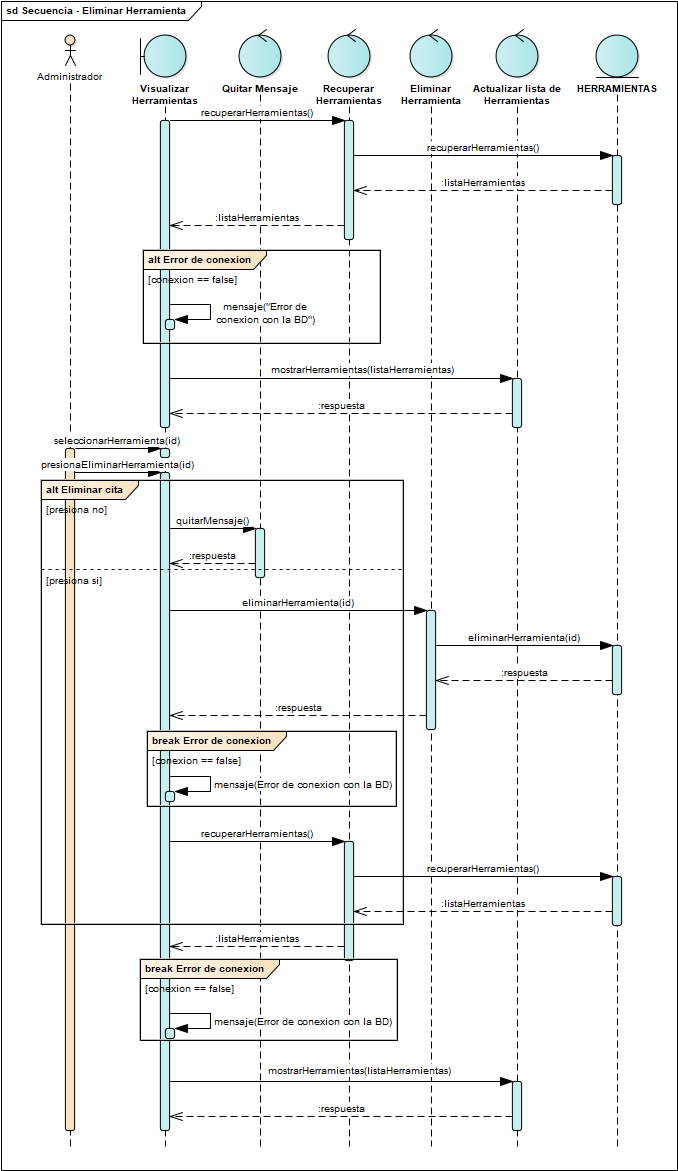 sd Secuencia - Eliminar Herramienta
Administrador
Visualizar
Herramientas
Quitar Mensaje
Recuperar
Herramientas
Eliminar
Herramienta
Actualizar lista de
Herramientas
HERRAMIENTAS
recuperarHerramientas()
recuperarHerramientas()
:listaHerramientas
:listaHerramientas
alt Error de conexion
[conexion == false]
mensaje("Error de
conexion con la BD")
mostrarHerramientas(listaHerramientas)
:respuesta
seleccionarHerramienta(id)
presionaEliminarHerramienta(id)
alt Eliminar cita
[presiona no]
quitarMensaje()
:respuesta
[presiona si]
eliminarHerramienta(id)
eliminarHerramienta(id)
:respuesta
:respuesta
break Error de conexion
[conexion == false]
mensaje(Error de conexion con la BD)
recuperarHerramientas()
recuperarHerramientas()
:listaHerramientas
:listaHerramientas
break Error de conexion
[conexion == false]
mensaje(Error de conexion con la BD)
mostrarHerramientas(listaHerramientas)
:respuesta